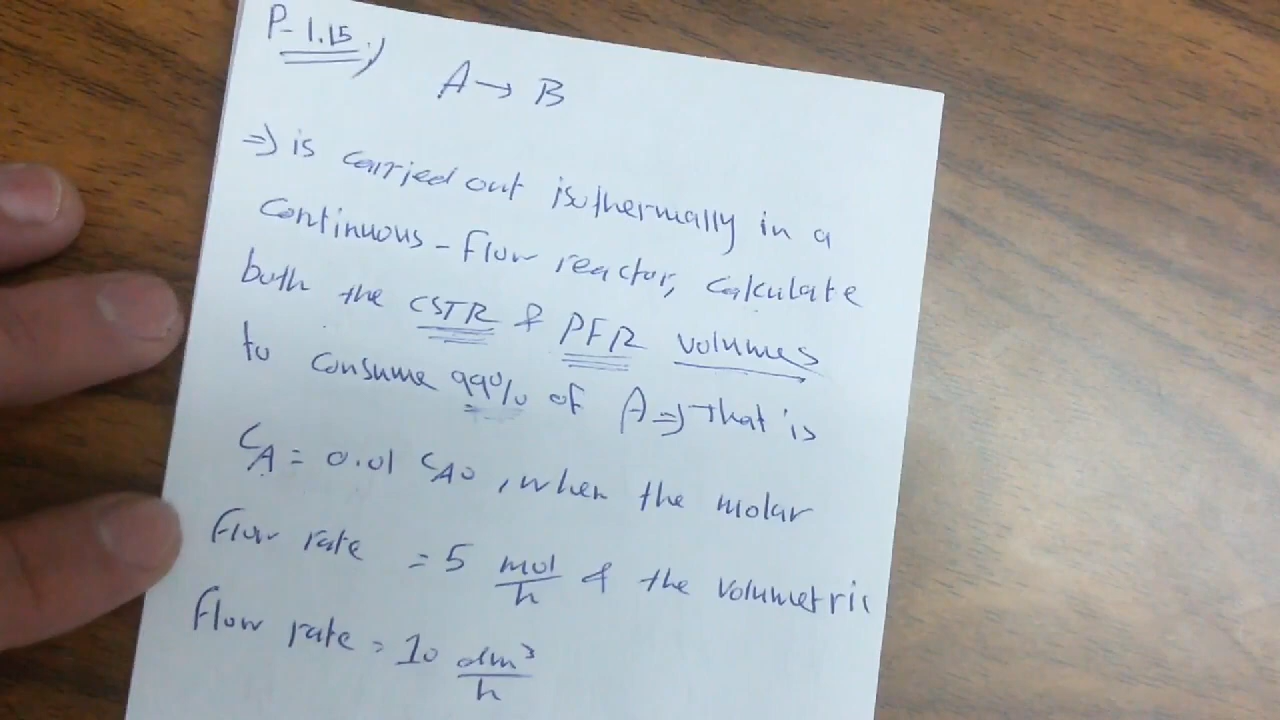 P-1.15,)
A → B
⇒ is carried out isothermally in a
continuous-flow reactor, calculate
both the CSTR & PFR volumes
to consume 99% of A ⇒ That is
CA = 0.01 CA0, when the molar
flow rate = 5 mol/h & the volumetric
flow rate = 10 dm³/h